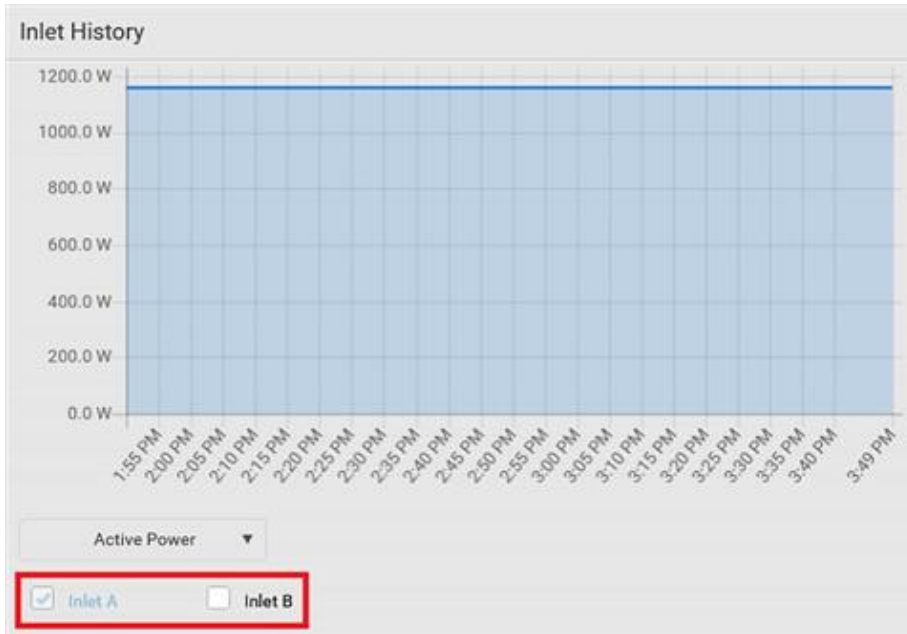 Inlet History
1200.0 W
1000.0 W
800.0 W
600.0 W
400.0 W
200.0 W
0.0 W
1:55 PM 2:00 PM 2:05 PM 2:10 PM 2:15 PM 2:20 PM 2:25 PM 2:30 PM 2:35 PM 2:40 PM 2:45 PM 2:50 PM 2:55 PM 3:00 PM 3:05 PM 3:10 PM 3:15 PM 3:20 PM 3:25 PM 3:30 PM 3:35 PM 3:40 PM 3:49 PM
Active Power
Inlet A Inlet B